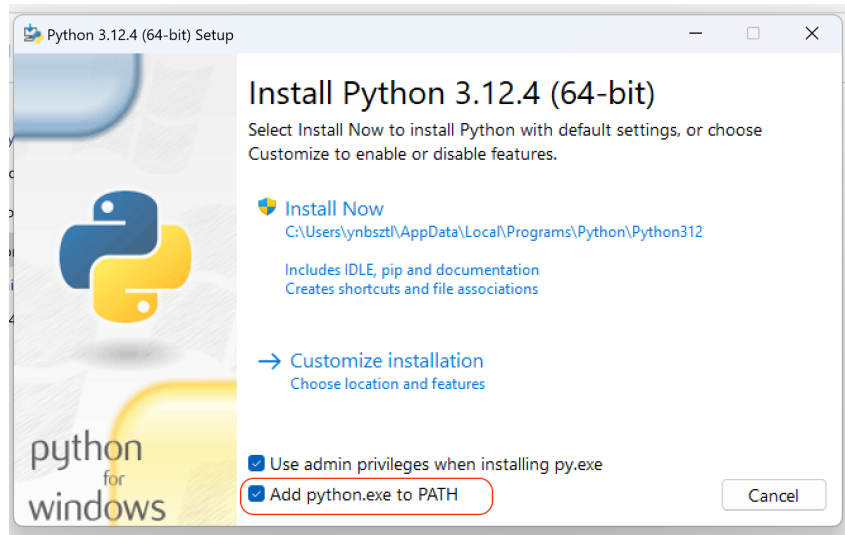 Python 3.12.4 (64-bit) Setup
Install Python 3.12.4 (64-bit)
Select Install Now to install Python with default settings, or choose
Customize to enable or disable features.
Install Now
C:\Users\ynbsztl\AppData\Local\Programs\Python\Python312
Includes IDLE, pip and documentation
Creates shortcuts and file associations
Customize installation
Choose location and features
python
for
windows
Use admin privileges when installing py.exe
Add python.exe to PATH
Cancel